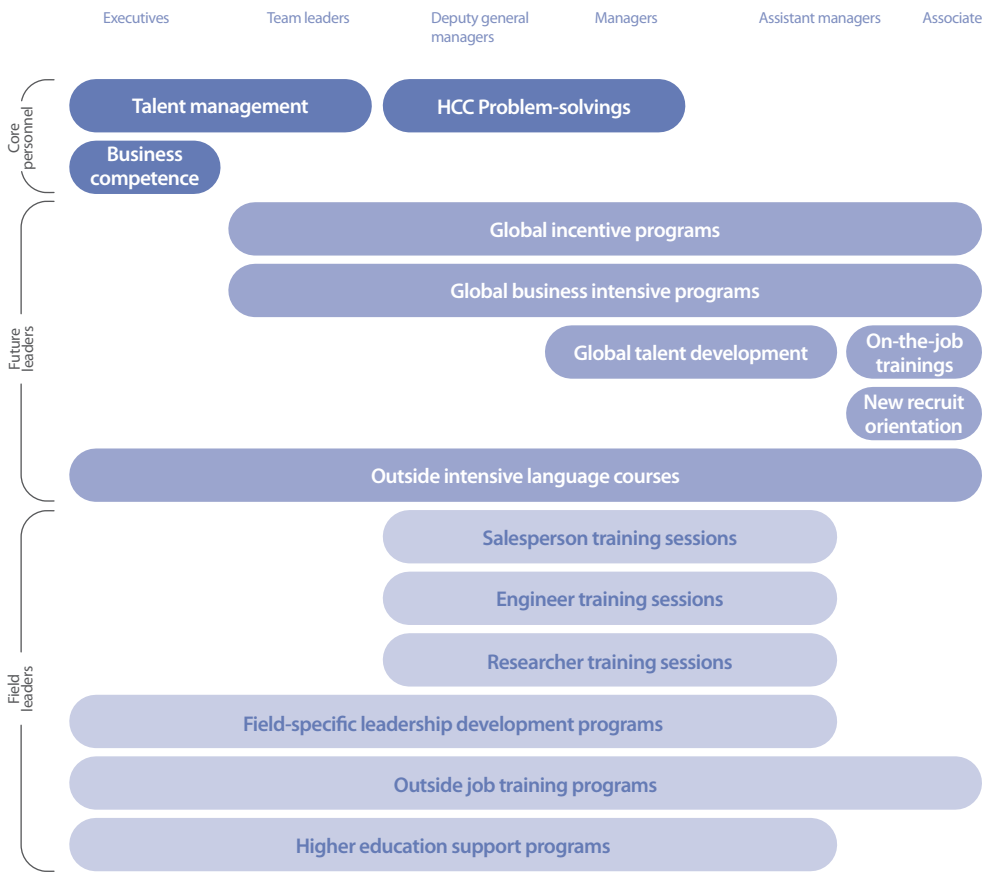 Executives
Team leaders
Deputy general
managers
Managers
Assistant managers
Associate
Core
personnel
Talent management
HCC Problem-solvings
Business
competence
Future
leaders
Global incentive programs
Global business intensive programs
Global talent development
On-the-job
trainings
New recruit
orientation
Outside intensive language courses
Field
leaders
Salesperson training sessions
Engineer training sessions
Researcher training sessions
Field-specific leadership development programs
Outside job training programs
Higher education support programs